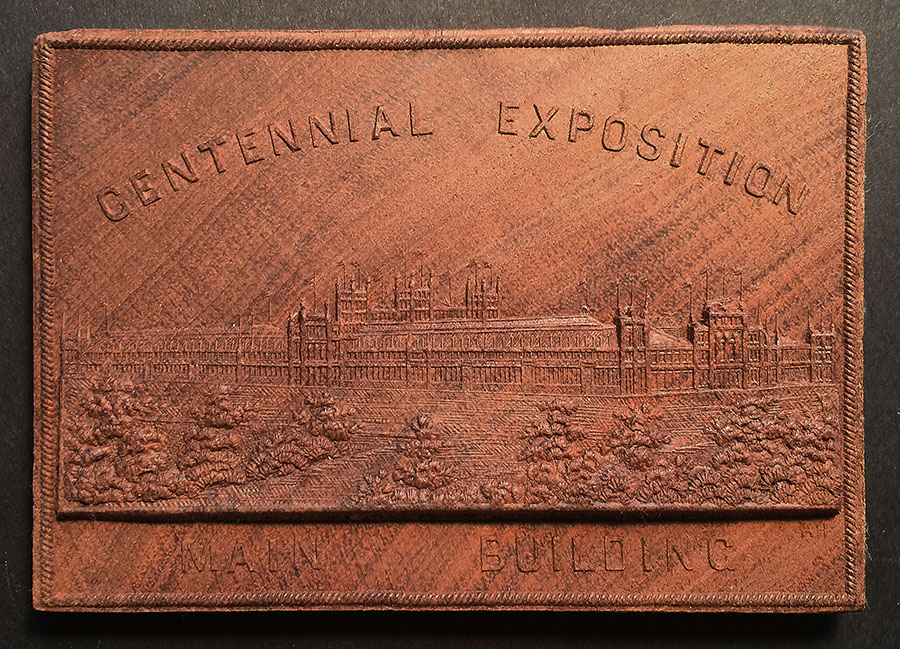 CENTENNIAL EXPOSITION
MAIN BUILDING